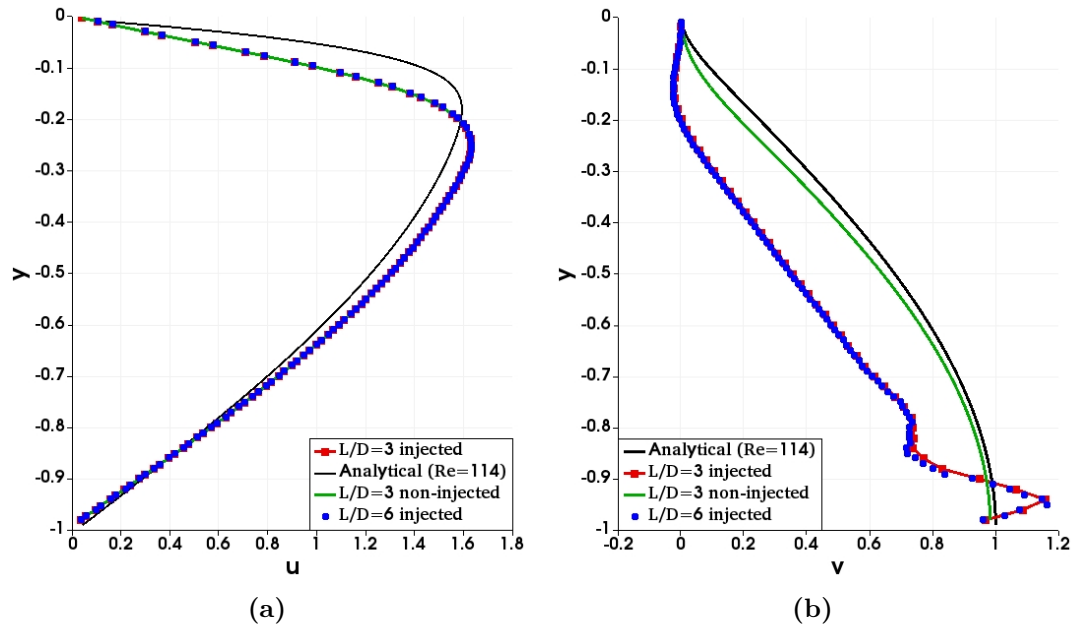 0
-0.1
-0.2
-0.3
-0.4
-0.5
-0.6
-0.7
-0.8
-0.9
-1
y
0 0.2 0.4 0.6 0.8 1 1.2 1.4 1.6 1.8
u
L/D=3 injected
Analytical (Re=114)
L/D=3 non-injected
L/D=6 injected
(a)
0
-0.1
-0.2
-0.3
-0.4
-0.5
-0.6
-0.7
-0.8
-0.9
-1
y
-0.2 0 0.2 0.4 0.6 0.8 1 1.2
v
Analytical (Re=114)
L/D=3 injected
L/D=3 non-injected
L/D=6 injected
(b)